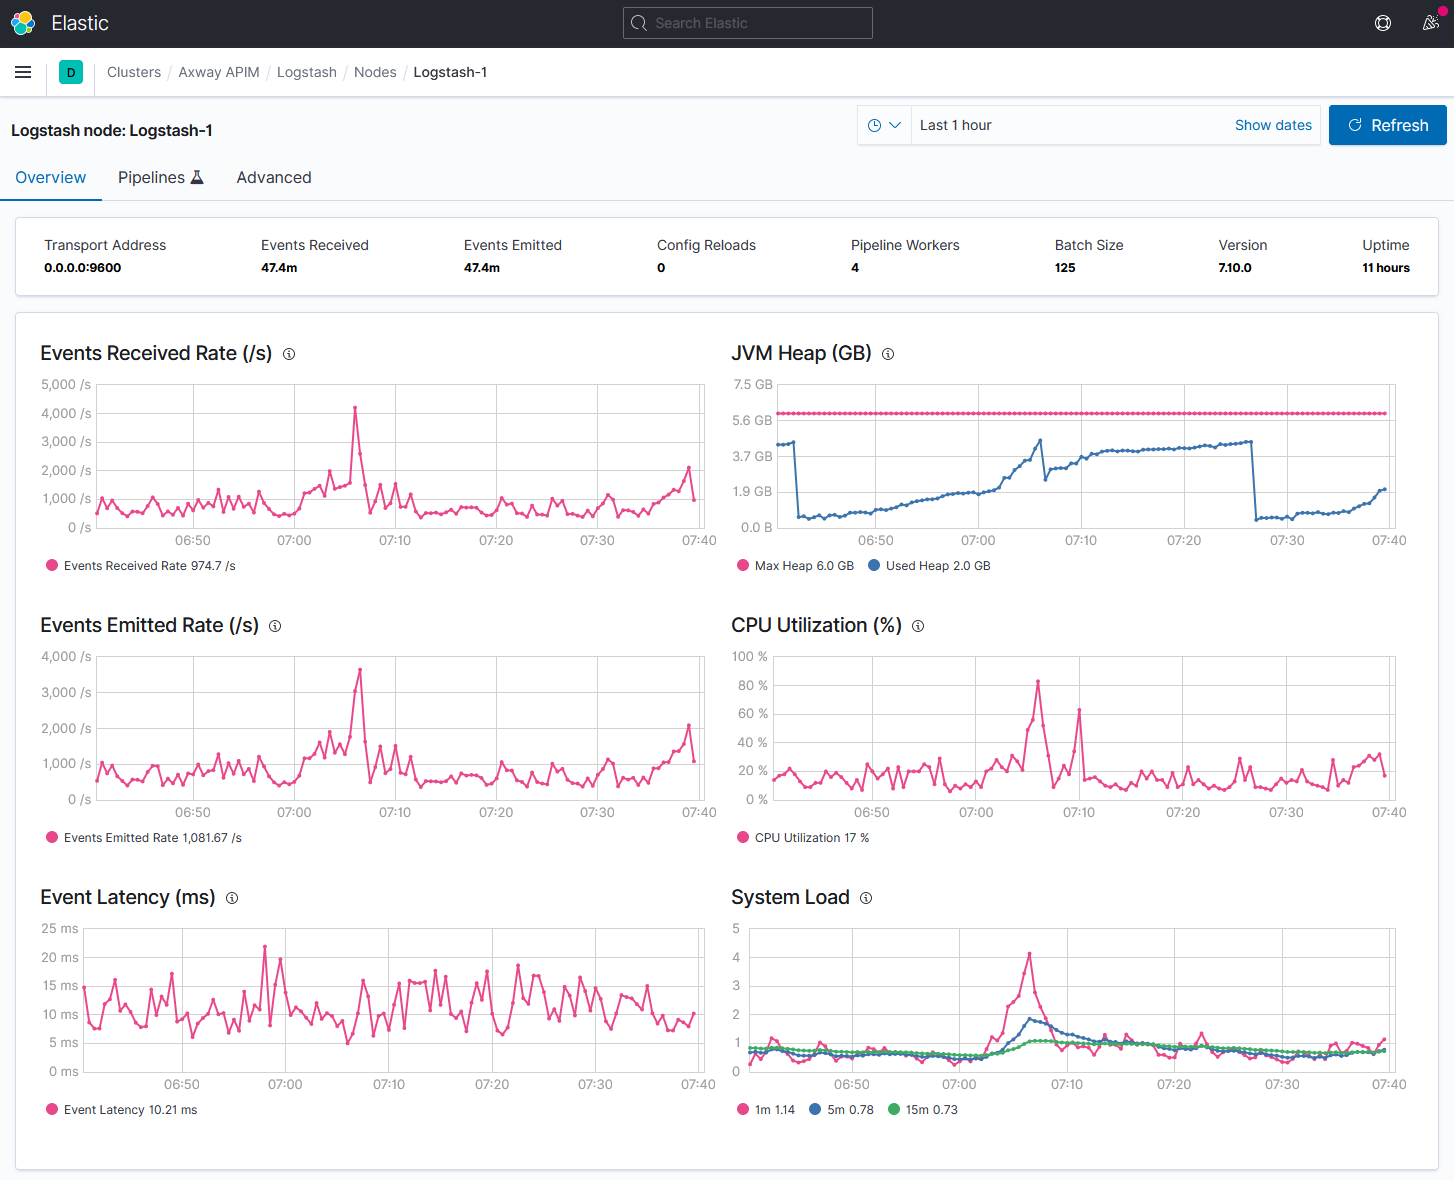 Elastic
Search Elastic
D
Clusters / Axway APIM / Logstash / Nodes / Logstash-1
Logstash node: Logstash-1
Last 1 hour
Show dates
Refresh
Overview
Pipelines
Advanced
Transport Address
0.0.0.0:9600
Events Received
47.4m
Events Emitted
47.4m
Config Reloads
0
Pipeline Workers
4
Batch Size
125
Version
7.10.0
Uptime
11 hours
Events Received Rate (/s)
5,000 /s
4,000 /s
3,000 /s
2,000 /s
1,000 /s
0 /s
06:50 07:00 07:10 07:20 07:30 07:40
Events Received Rate 974.7 /s
JVM Heap (GB)
7.5 GB
5.6 GB
3.7 GB
1.9 GB
0.0 B
06:50 07:00 07:10 07:20 07:30 07:40
Max Heap 6.0 GB Used Heap 2.0 GB
Events Emitted Rate (/s)
4,000 /s
3,000 /s
2,000 /s
1,000 /s
0 /s
06:50 07:00 07:10 07:20 07:30 07:40
Events Emitted Rate 1,081.67 /s
CPU Utilization (%)
100 %
80 %
60 %
40 %
20 %
0 %
06:50 07:00 07:10 07:20 07:30 07:40
CPU Utilization 17 %
Event Latency (ms)
25 ms
20 ms
15 ms
10 ms
5 ms
0 ms
06:50 07:00 07:10 07:20 07:30 07:40
Event Latency 10.21 ms
System Load
5
4
3
2
1
0
06:50 07:00 07:10 07:20 07:30 07:40
1m 1.14 5m 0.78 15m 0.73